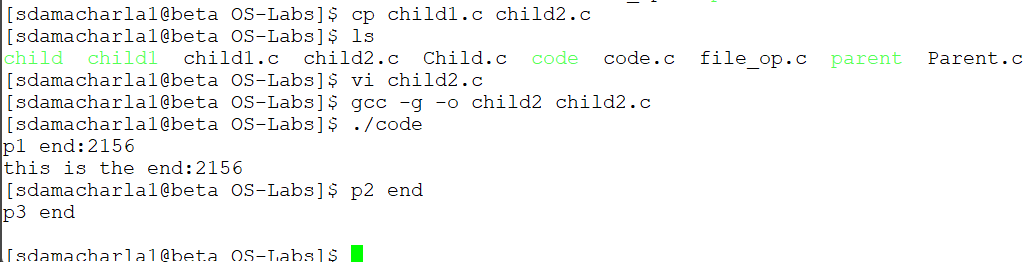 [sdamacharla1@beta OS-Labs]$ cp child1.c child2.c
[sdamacharla1@beta OS-Labs]$ ls
child child1 child1.c child2.c Child.c code code.c file_op.c parent Parent.c
[sdamacharla1@beta OS-Labs]$ vi child2.c
[sdamacharla1@beta OS-Labs]$ gcc -g -o child2 child2.c
[sdamacharla1@beta OS-Labs]$ ./code
p1 end:2156
this is the end:2156
[sdamacharla1@beta OS-Labs]$ p2 end
p3 end
[sdamacharla1@beta OS-Labs]$